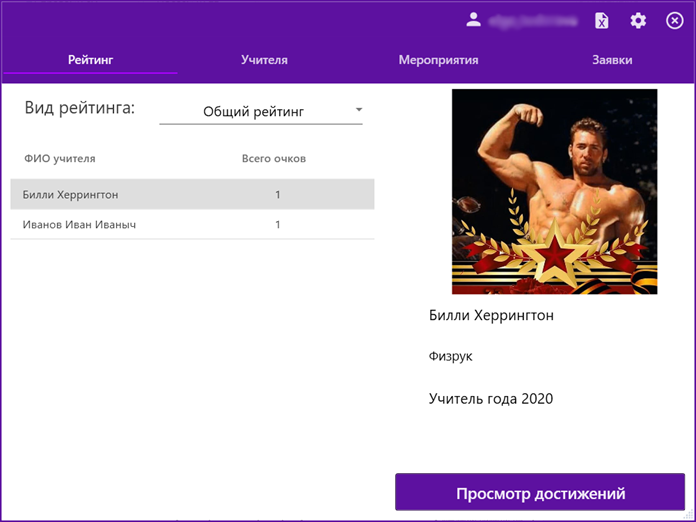 Рейтинг Учителя Мероприятия Заявки
Вид рейтинга: Общий рейтинг
ФИО учителя Всего очков
Билли Херрингтон 1
Иванов Иван Иваныч 1
Билли Херрингтон
Физрук
Учитель года 2020
Просмотр достижений